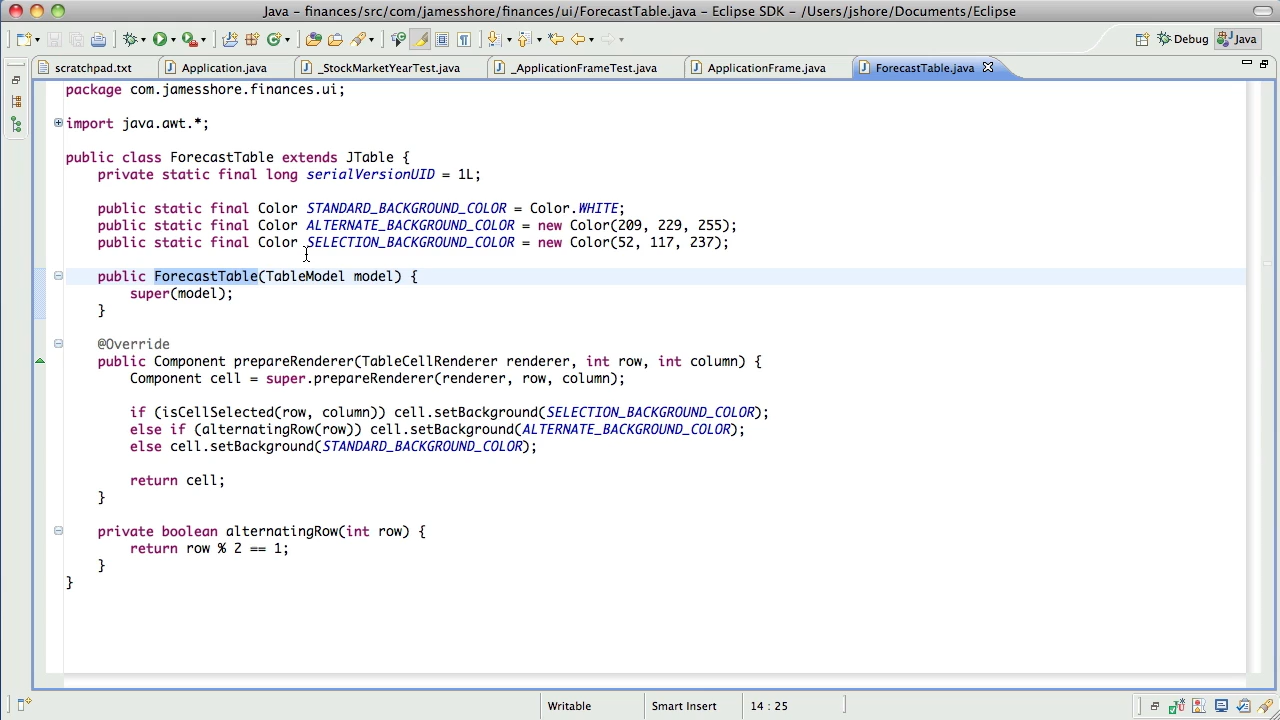 Java – finances/src/com/jamesshore/finances/ui/ForecastTable.java – Eclipse SDK – /Users/jshore/Documents/Eclipse
Debug Java
scratchpad.txt Application.java _StockMarketYearTest.java _ApplicationFrameTest.java ApplicationFrame.java ForecastTable.java
package com.jamesshore.finances.ui;
import java.awt.*;
public class ForecastTable extends JTable {
private static final long serialVersionUID = 1L;
public static final Color STANDARD_BACKGROUND_COLOR = Color.WHITE;
public static final Color ALTERNATE_BACKGROUND_COLOR = new Color(209, 229, 255);
public static final Color SELECTION_BACKGROUND_COLOR = new Color(52, 117, 237);
public ForecastTable(TableModel model) {
super(model);
}
@Override
public Component prepareRenderer(TableCellRenderer renderer, int row, int column) {
Component cell = super.prepareRenderer(renderer, row, column);
if (isCellSelected(row, column)) cell.setBackground(SELECTION_BACKGROUND_COLOR);
else if (alternatingRow(row)) cell.setBackground(ALTERNATE_BACKGROUND_COLOR);
else cell.setBackground(STANDARD_BACKGROUND_COLOR);
return cell;
}
private boolean alternatingRow(int row) {
return row % 2 == 1;
}
}
Writable Smart Insert 14 : 25